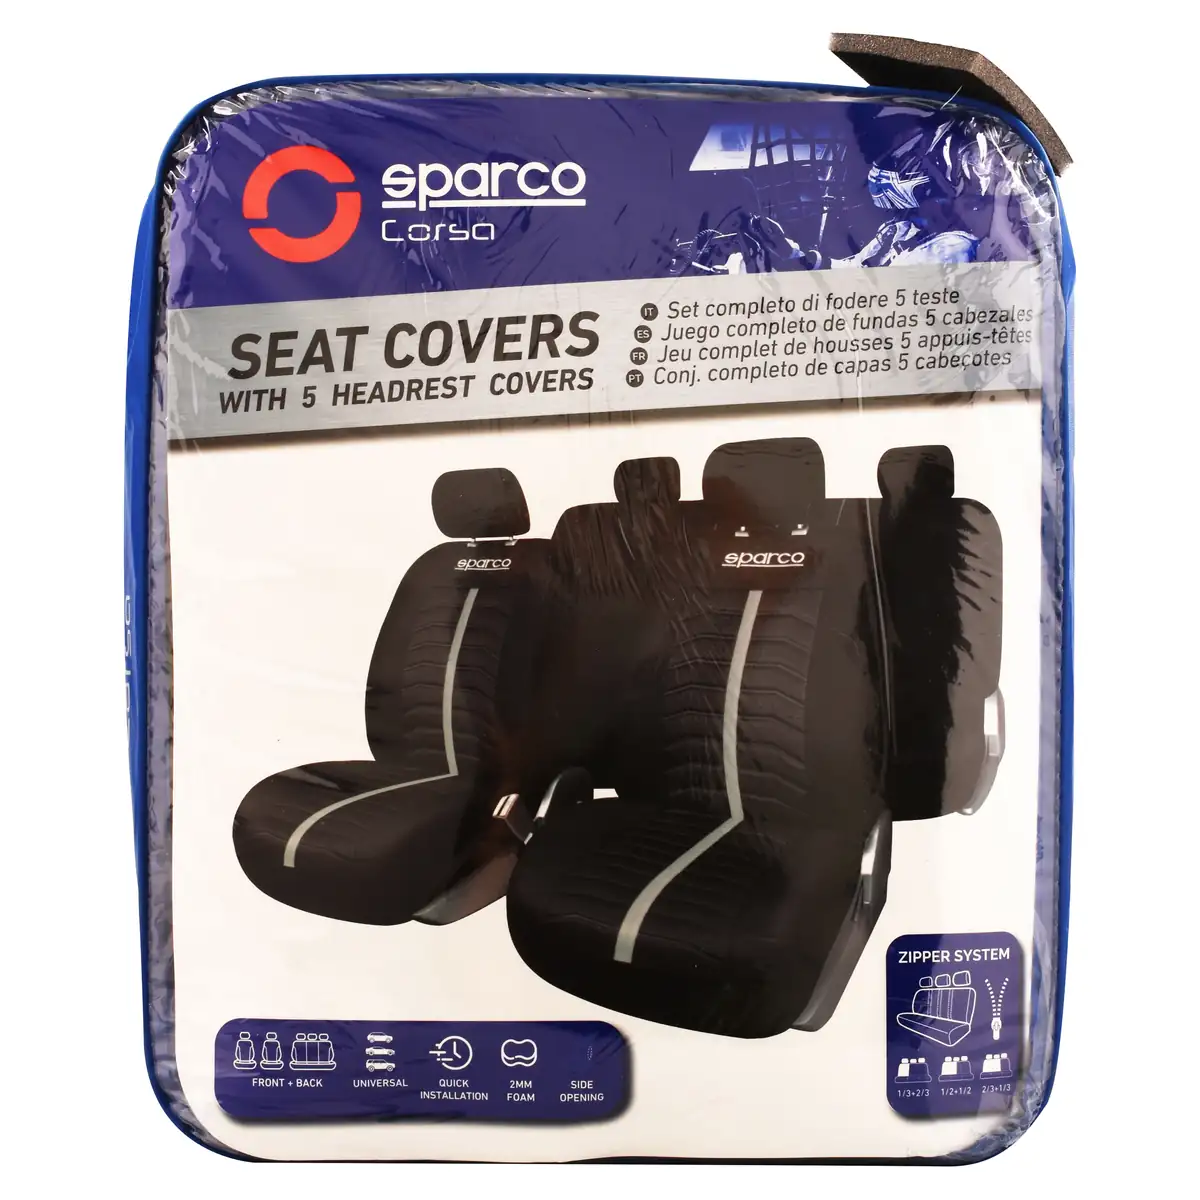 sparco
Corsa
SEAT COVERS
WITH 5 HEADREST COVERS
IT Set completo di fodere 5 teste
ES Juego completo de fundas 5 cabezales
FR Jeu complet de housses 5 appuis-têtes
PT Conj. completo de capas 5 cabeçotes
sparco
sparco
ZIPPER SYSTEM
1/3+2/3
1/2+1/2
2/3+1/3
FRONT + BACK
UNIVERSAL
QUICK
INSTALLATION
2MM
FOAM
SIDE
OPENING